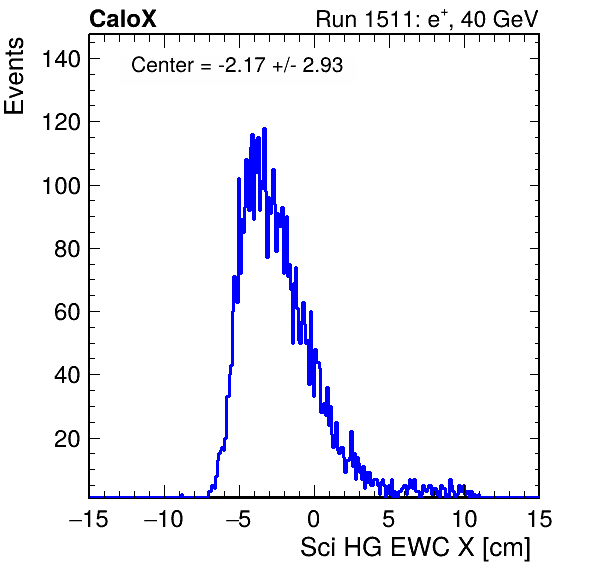 CaloX Run 1511: e⁺, 40 GeV
Events
Center = -2.17 +/- 2.93
140
120
100
80
60
40
20
−15 −10 −5 0 5 10 15
Sci HG EWC X [cm]